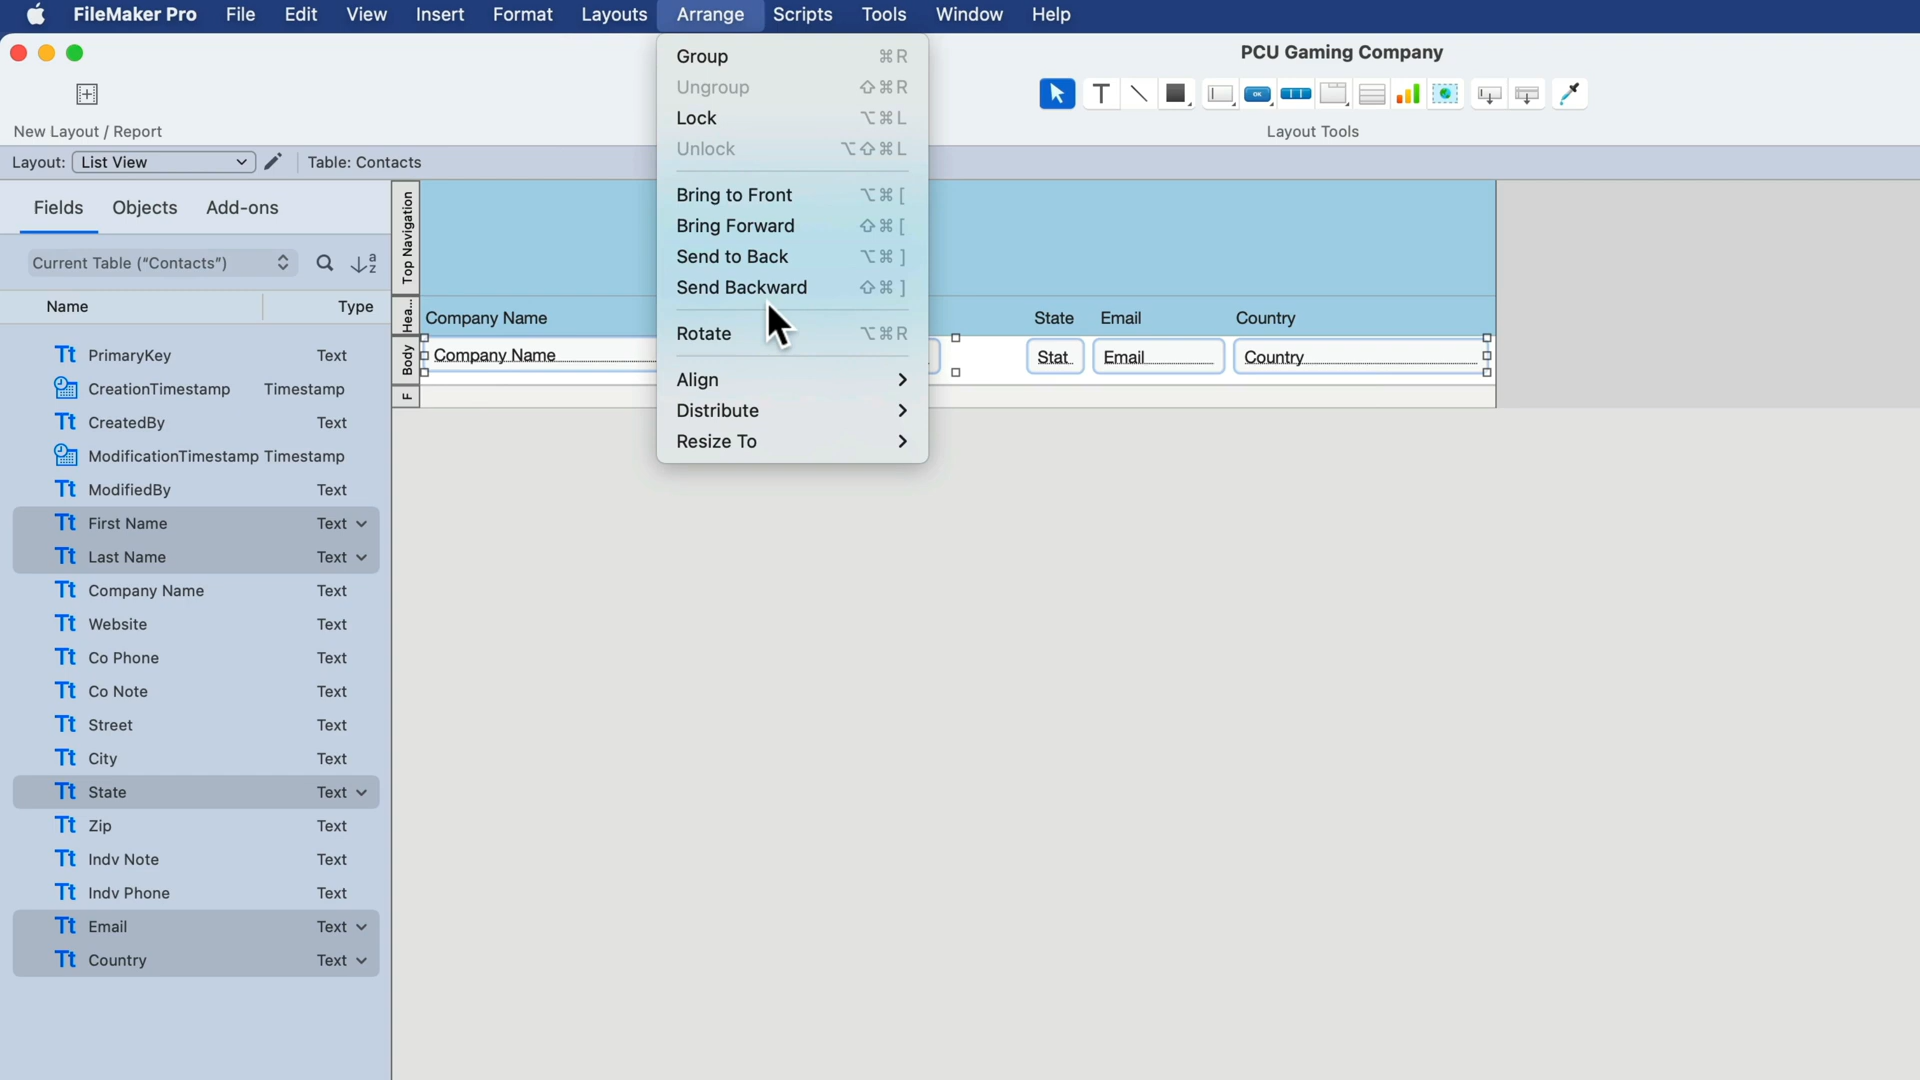 FileMaker Pro File Edit View Insert Format Layouts Arrange Scripts Tools Window Help
PCU Gaming Company
New Layout / Report
Layout Tools
Layout: List View Table: Contacts
Group ⌘R
Ungroup ⇧⌘R
Lock ⌥⌘L
Unlock ⌥⇧⌘L
Bring to Front ⌥⌘[
Bring Forward ⇧⌘[
Send to Back ⌥⌘]
Send Backward ⇧⌘]
Rotate ⌥⌘R
Align
Distribute
Resize To
Fields Objects Add-ons
Current Table ("Contacts")
Name Type
PrimaryKey Text
CreationTimestamp Timestamp
CreatedBy Text
ModificationTimestamp Timestamp
ModifiedBy Text
First Name Text
Last Name Text
Company Name Text
Website Text
Co Phone Text
Co Note Text
Street Text
City Text
State Text
Zip Text
Indv Note Text
Indv Phone Text
Email Text
Country Text
Top Navigation
Hea...
Body
F
Company Name State Email Country
Company Name Stat Email Country